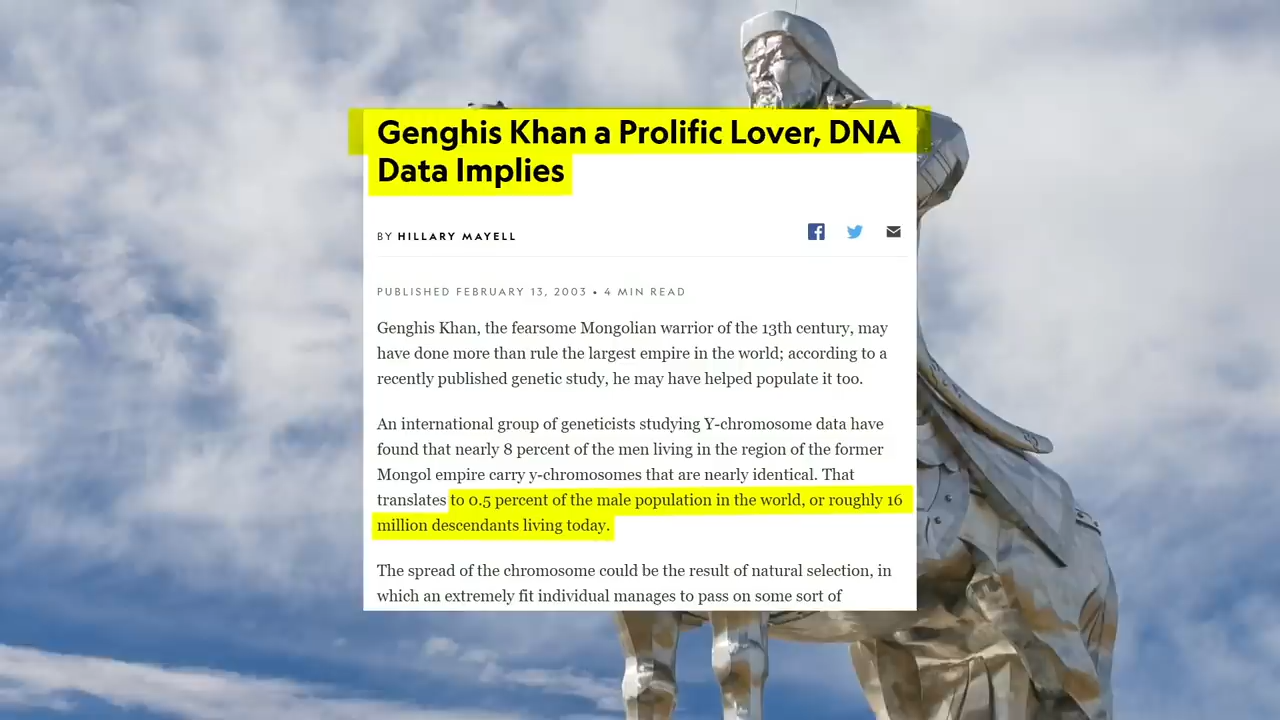 Genghis Khan a Prolific Lover, DNA
Data Implies
BY HILLARY MAYELL
PUBLISHED FEBRUARY 13, 2003 • 4 MIN READ
Genghis Khan, the fearsome Mongolian warrior of the 13th century, may
have done more than rule the largest empire in the world; according to a
recently published genetic study, he may have helped populate it too.
An international group of geneticists studying Y-chromosome data have
found that nearly 8 percent of the men living in the region of the former
Mongol empire carry y-chromosomes that are nearly identical. That
translates to 0.5 percent of the male population in the world, or roughly 16
million descendants living today.
The spread of the chromosome could be the result of natural selection, in
which an extremely fit individual manages to pass on some sort of